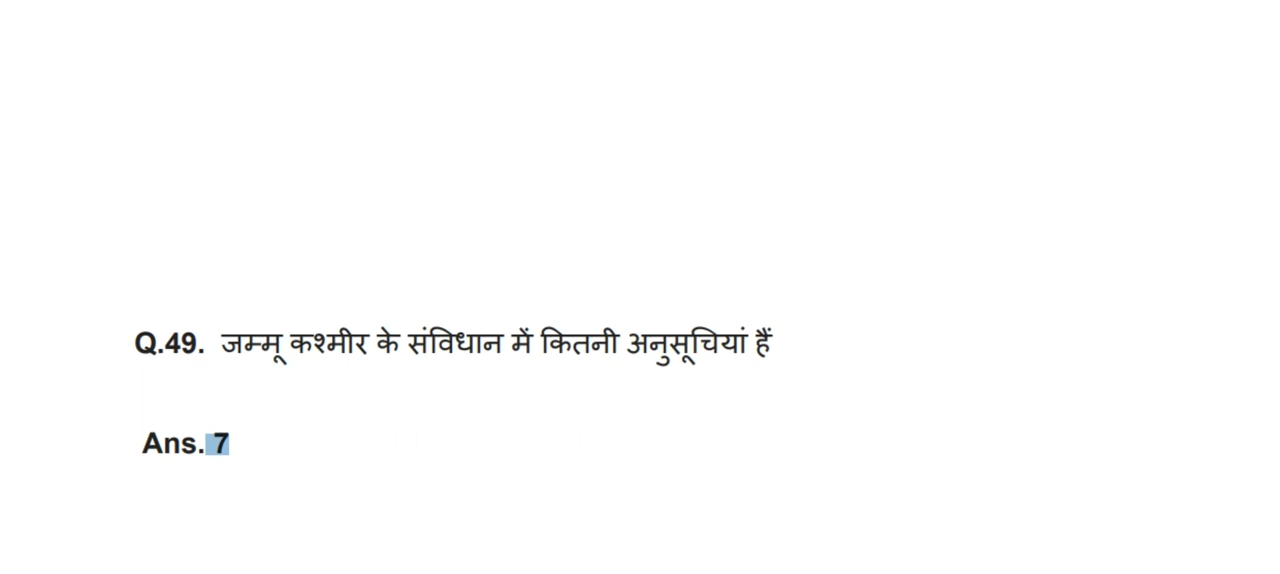 Q.49. जम्मू कश्मीर के संविधान में कितनी अनुसूचियां हैं
Ans. 7